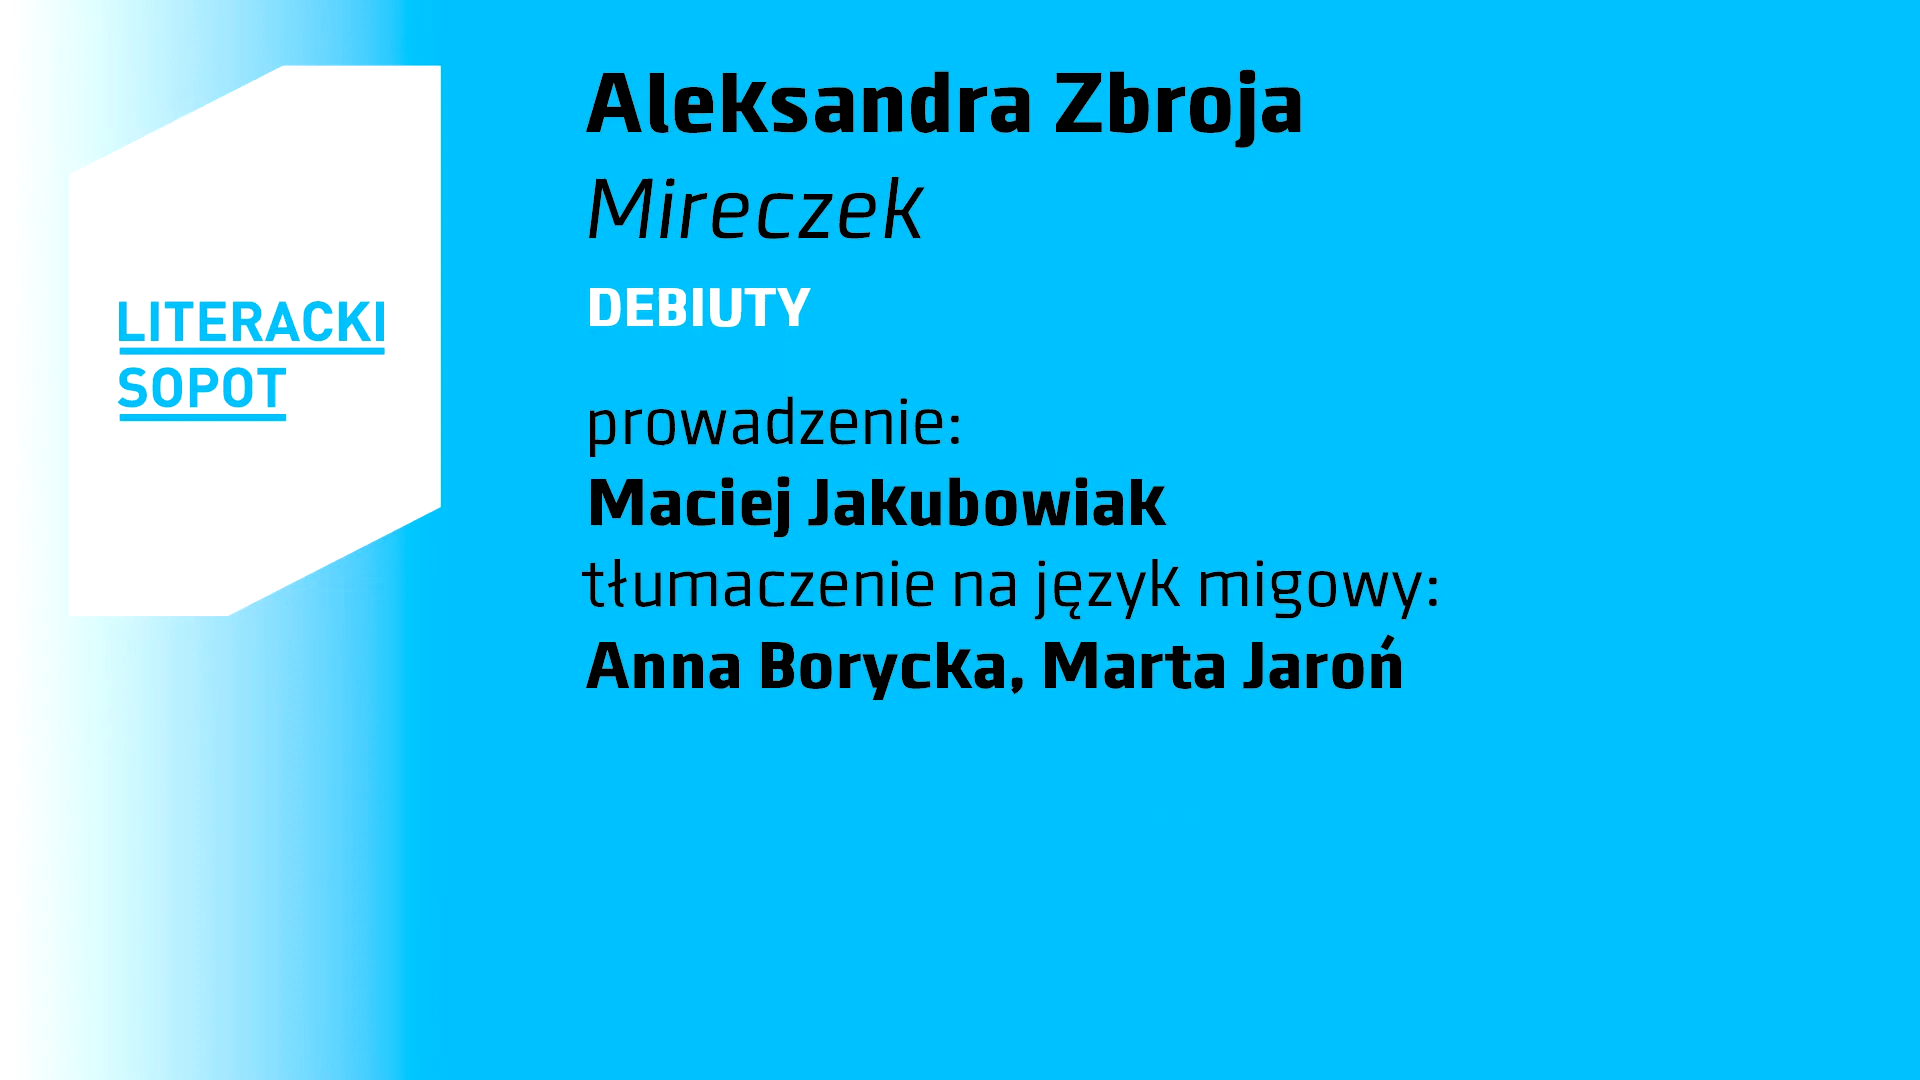 LITERACKI
SOPOT
Aleksandra Zbroja
Mireczek
DEBIUTY
prowadzenie:
Maciej Jakubowiak
tłumaczenie na język migowy:
Anna Borycka, Marta Jaroń